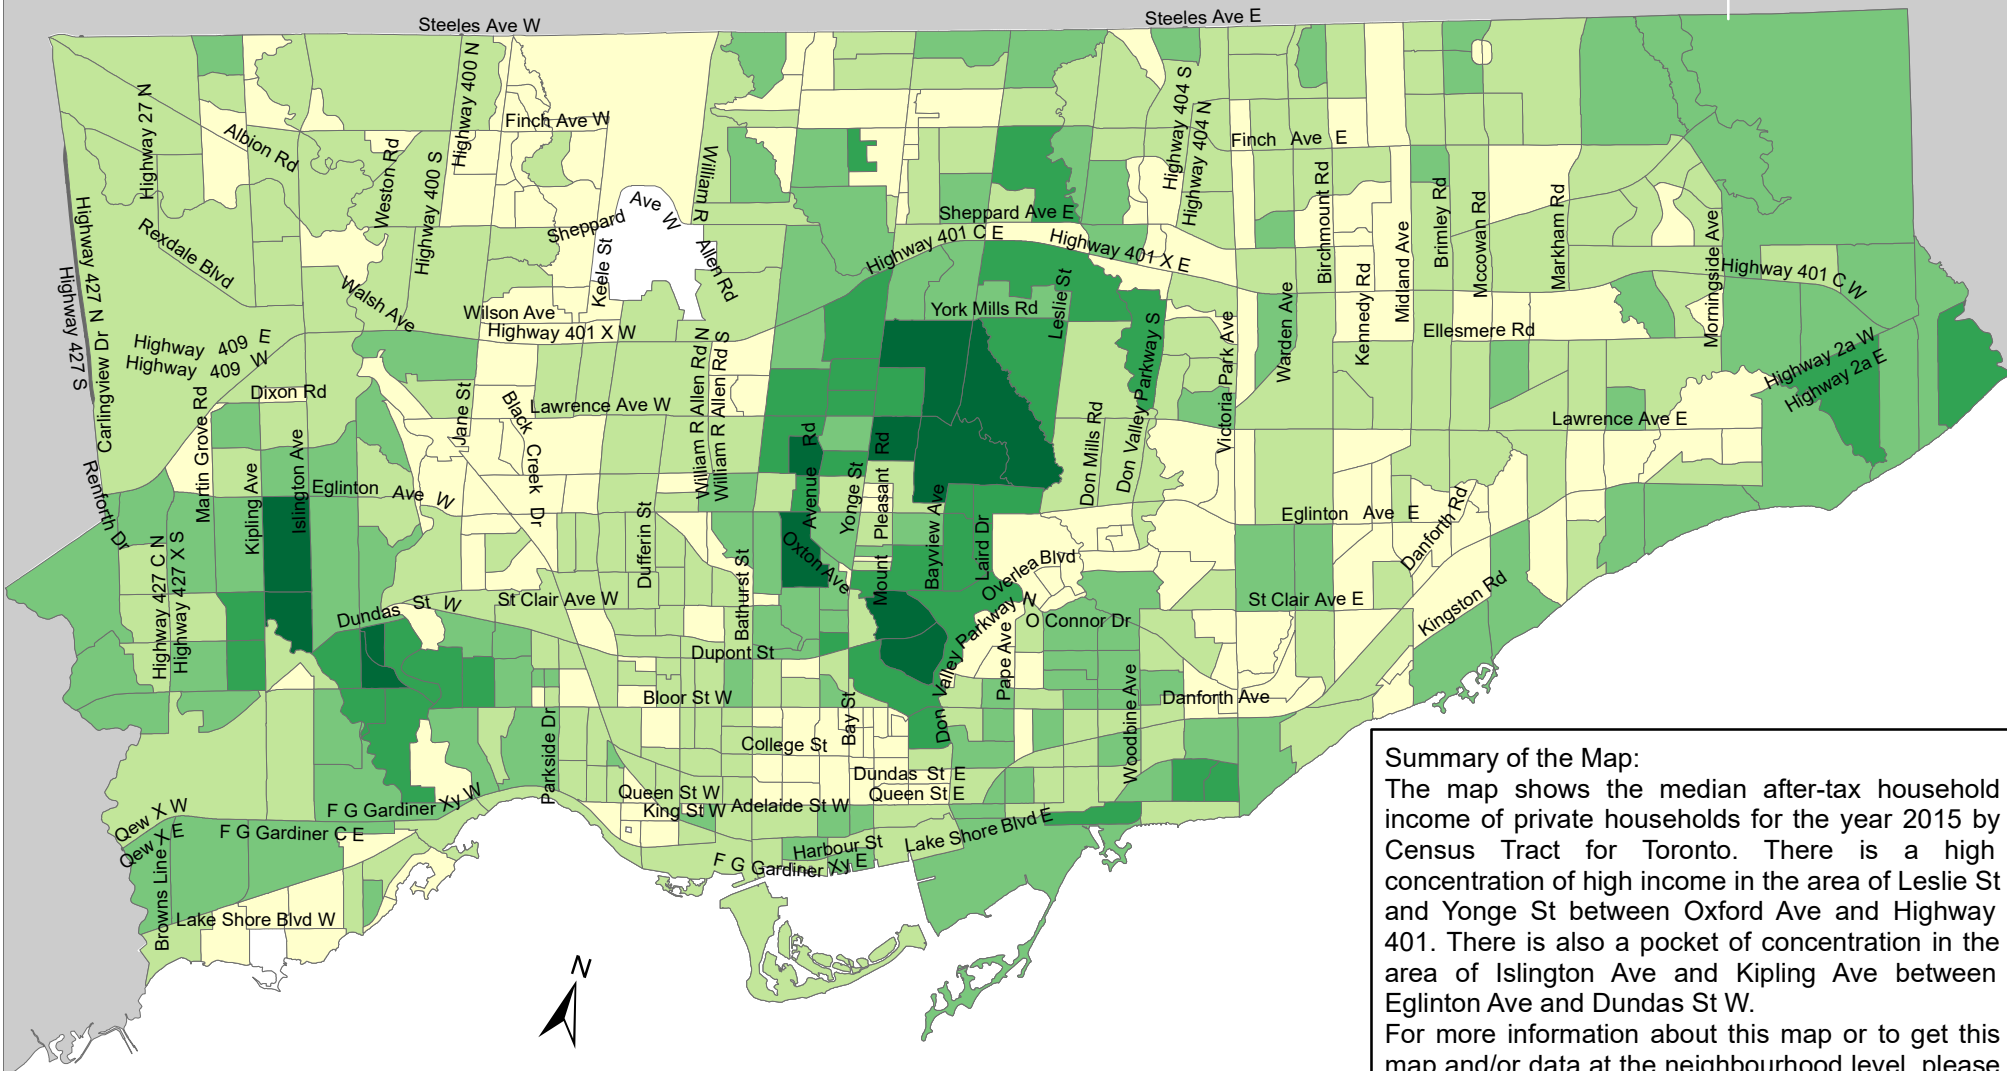 Steeles Ave W
Steeles Ave E
Highway 27 N
Albion Rd
Weston Rd
Highway 400 N
Highway 400 S
Finch Ave W
William R
Allen Rd
Highway 404 S
Highway 404 N
Finch Ave E
Birchmount Rd
Brimley Rd
Mccowan Rd
Markham Rd
Midland Ave
Kennedy Rd
Morningside Ave
Highway 427 N
Highway 427 S
Rexdale Blvd
Sheppard Ave W
Keele St
Sheppard Ave E
Highway 401 C E
Highway 401 X E
Highway 401 C W
Walsh Ave
Wilson Ave
Highway 401 X W
York Mills Rd
Leslie St
Ellesmere Rd
Warden Ave
Victoria Park Ave
Highway 2a W
Highway 2a E
Highway 409 E
Highway 409 W
Carlingview Dr
Dixon Rd
Martin Grove Rd
Islington Ave
Kipling Ave
Renforth Dr
Jane St
Black Creek Dr
Lawrence Ave W
William R Allen Rd N
William R Allen Rd S
Avenue Rd
Yonge St
Mount Pleasant Rd
Bayview Ave
Laird Dr
Don Mills Rd
Don Valley Parkway S
Lawrence Ave E
Eglinton Ave W
Eglinton Ave E
Danforth Rd
Highway 427 C N
Highway 427 X S
Dufferin St
Bathurst St
Oxton Ave
Overlea Blvd
Dundas St W
St Clair Ave W
St Clair Ave E
Kingston Rd
O Connor Dr
Don Valley Parkway N
Pape Ave
Woodbine Ave
Dupont St
Bloor St W
Danforth Ave
Parkside Dr
Bay St
College St
Dundas St E
Queen St E
Queen St W
King St W
Adelaide St W
Harbour St
Lake Shore Blvd E
F G Gardiner Xy W
F G Gardiner Xy E
F G Gardiner C E
Qew X W
Qew X E
Browns Line
Lake Shore Blvd W
N
Summary of the Map:
The map shows the median after-tax household
income of private households for the year 2015 by
Census Tract for Toronto. There is a high
concentration of high income in the area of Leslie St
and Yonge St between Oxford Ave and Highway
401. There is also a pocket of concentration in the
area of Islington Ave and Kipling Ave between
Eglinton Ave and Dundas St W.
For more information about this map or to get this
map and/or data at the neighbourhood level, please